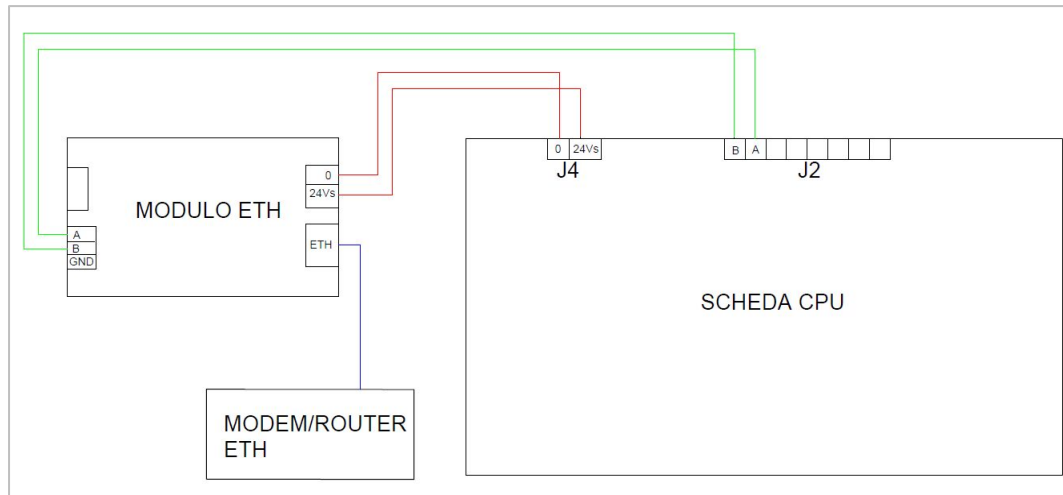 0 24Vs
B A
J4
J2
0
24Vs
MODULO ETH
A
B
GND
ETH
SCHEDA CPU
MODEM/ROUTER
ETH